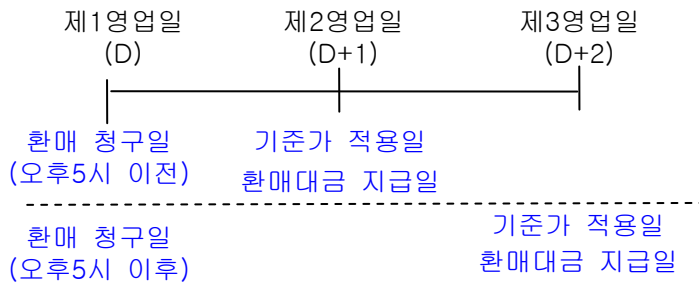 제1영업일 제2영업일 제3영업일
(D) (D+1) (D+2)
환매 청구일 기준가 적용일
(오후5시 이전) 환매대금 지급일
환매 청구일 기준가 적용일
(오후5시 이후) 환매대금 지급일